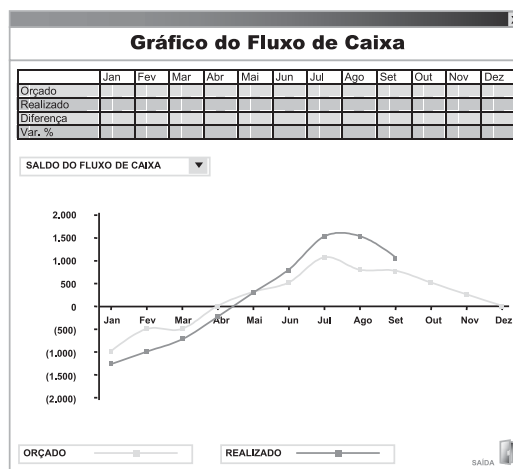 Gráfico do Fluxo de Caixa
Jan Fev Mar Abr Mai Jun Jul Ago Set Out Nov Dez
Orçado
Realizado
Diferença
Var. %
SALDO DO FLUXO DE CAIXA
2.000
1.500
1.000
500
0
Jan Fev Mar Abr Mai Jun Jul Ago Set Out Nov Dez
(500)
(1.000)
(1.500)
(2.000)
ORÇADO REALIZADO
SAÍDA